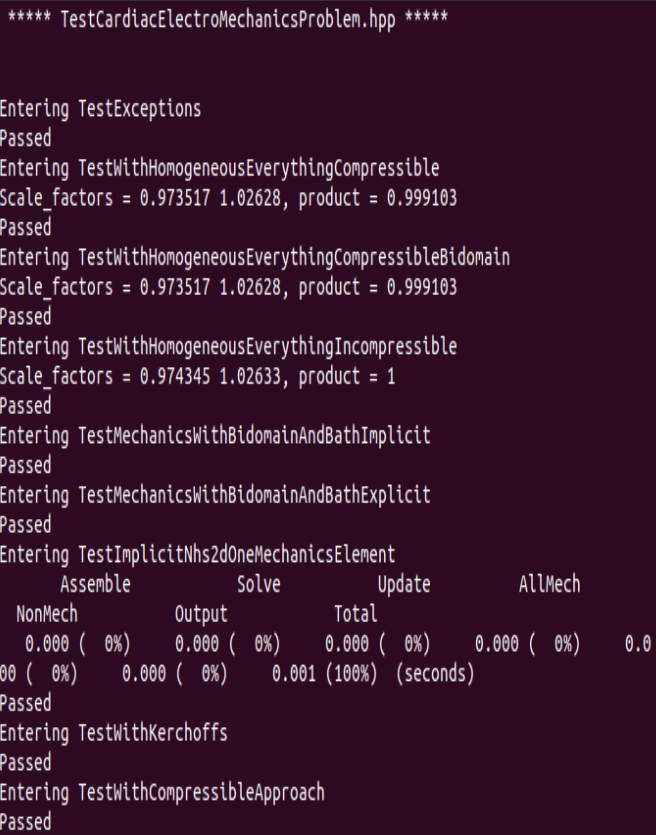 ***** TestCardiacElectroMechanicsProblem.hpp *****
Entering TestExceptions
Passed
Entering TestWithHomogeneousEverythingCompressible
Scale_factors = 0.973517 1.02628, product = 0.999103
Passed
Entering TestWithHomogeneousEverythingCompressibleBidomain
Scale_factors = 0.973517 1.02628, product = 0.999103
Passed
Entering TestWithHomogeneousEverythingIncompressible
Scale_factors = 0.974345 1.02633, product = 1
Passed
Entering TestMechanicsWithBidomainAndBathImplicit
Passed
Entering TestMechanicsWithBidomainAndBathExplicit
Passed
Entering TestImplicitNhs2dOneMechanicsElement
Assemble Solve Update AllMech
NonMech Output Total
0.000 ( 0%) 0.000 ( 0%) 0.000 ( 0%) 0.000 ( 0%) 0.0
00 ( 0%) 0.000 ( 0%) 0.001 (100%) (seconds)
Passed
Entering TestWithKerchoffs
Passed
Entering TestWithCompressibleApproach
Passed